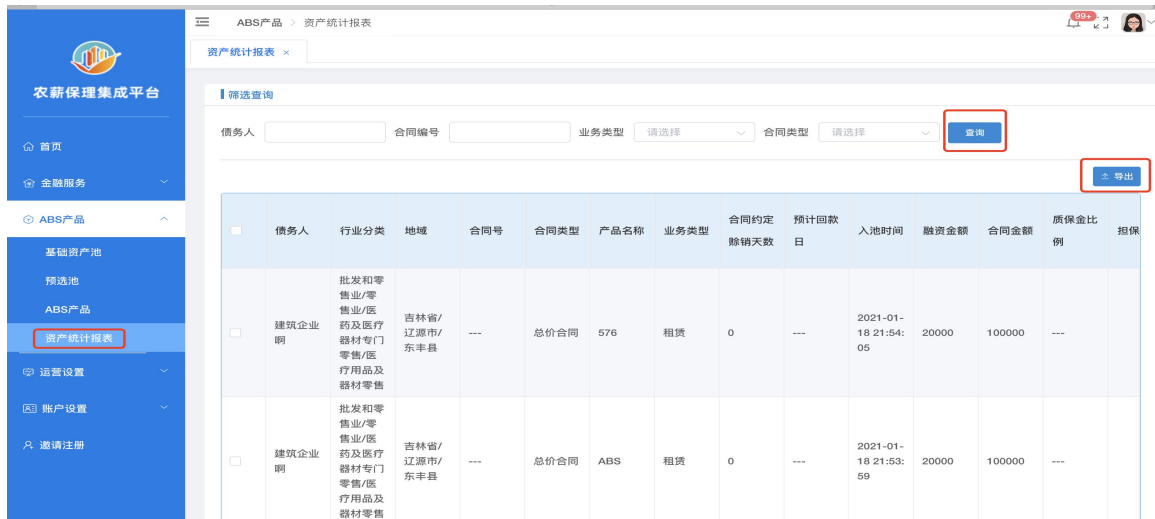 ABS产品 > 资产统计报表
99+
资产统计报表 ×
农薪保理集成平台
首页
金融服务
ABS产品
基础资产池
预选池
ABS产品
资产统计报表
运营设置
账户设置
邀请注册
筛选查询
债务人 合同编号 业务类型 请选择 合同类型 请选择 查询
导出
债务人 行业分类 地域 合同号 合同类型 产品名称 业务类型 合同约定赊销天数 预计回款日 入池时间 融资金额 合同金额 质保金比例 担保
建筑企业啊 批发和零售业/零售业/医药及医疗器材专门零售/医疗用品及器材零售 吉林省/辽源市/东丰县 --- 总价合同 576 租赁 0 --- 2021-01-18 21:54:05 20000 100000 ---
建筑企业啊 批发和零售业/零售业/医药及医疗器材专门零售/医疗用品及器材零售 吉林省/辽源市/东丰县 --- 总价合同 ABS 租赁 0 --- 2021-01-18 21:53:59 20000 100000 ---